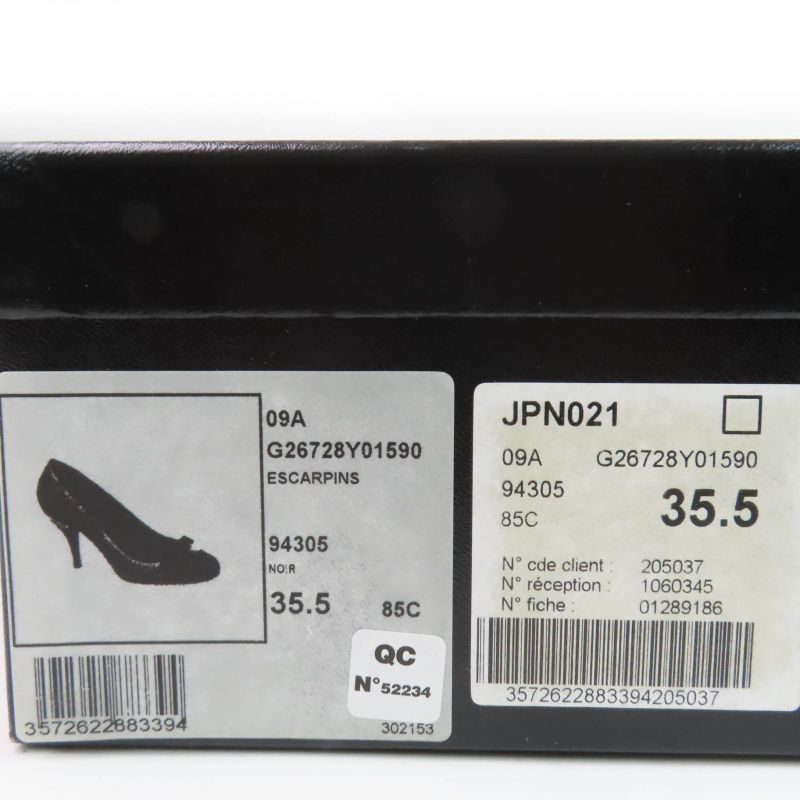 09A
G26728Y01590
ESCARPINS
94305
NOIR
35.5 85C
3572622883394
QC
N°52234
302153
JPN021
09A G26728Y01590
94305
85C
35.5
N° cde client : 205037
N° réception : 1060345
N° fiche : 01289186
3572622883394205037